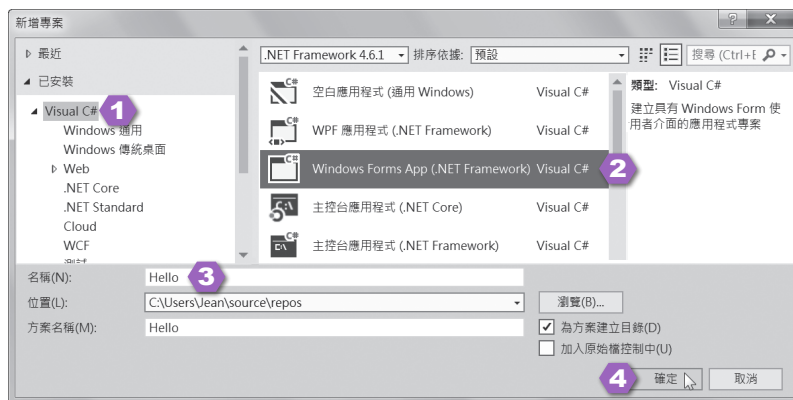 新增專案
最近
已安裝
Visual C#
1
Windows 通用
Windows 傳統桌面
Web
.NET Core
.NET Standard
Cloud
WCF
測試
.NET Framework 4.6.1
排序依據: 預設
搜尋 (Ctrl+E
C# 空白應用程式 (通用 Windows) Visual C#
C# WPF 應用程式 (.NET Framework) Visual C#
C# Windows Forms App (.NET Framework) Visual C# 2
C:\ 主控台應用程式 (.NET Core) Visual C#
C# C:\ 主控台應用程式 (.NET Framework) Visual C#
類型: Visual C#
建立具有 Windows Form 使
用者介面的應用程式專案
名稱(N): Hello 3
位置(L): C:\Users\Jean\source\repos 瀏覽(B)...
方案名稱(M): Hello
為方案建立目錄(D)
加入原始檔控制中(U)
4 確定 取消